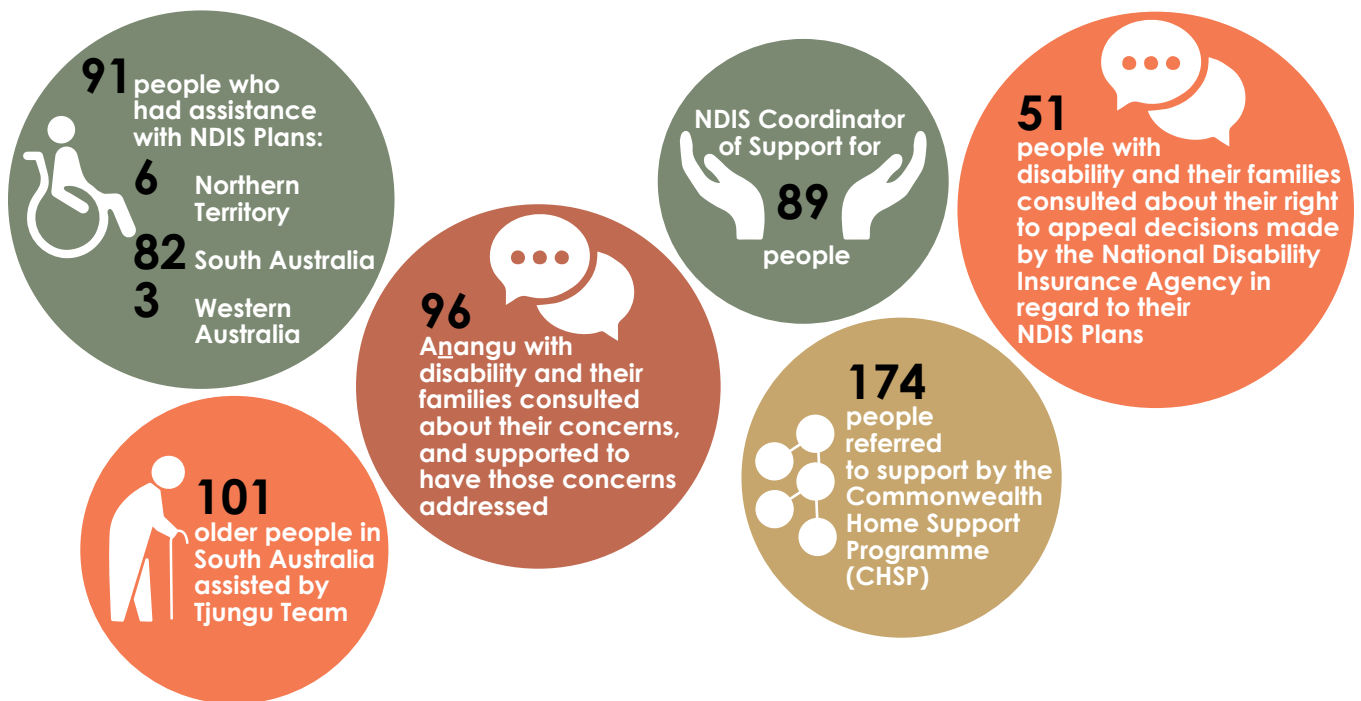 91 people who
had assistance
with NDIS Plans:
6 Northern
Territory
82 South Australia
3 Western
Australia
101
older people in
South Australia
assisted by
Tjungu Team
96
Aṉangu with
disability and their
families consulted
about their concerns,
and supported to
have those concerns
addressed
NDIS Coordinator
of Support for
89
people
174
people
referred
to support by the
Commonwealth
Home Support
Programme
(CHSP)
51
people with
disability and their families
consulted about their right
to appeal decisions made
by the National Disability
Insurance Agency in
regard to their
NDIS Plans